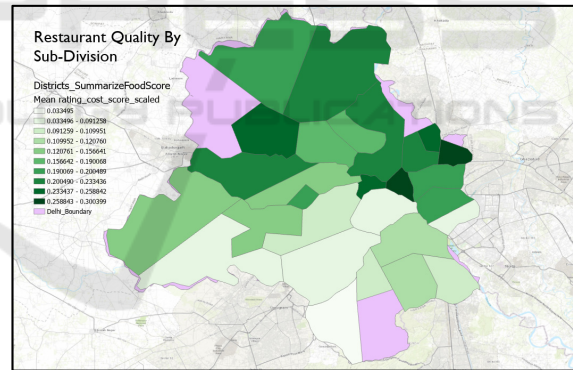 Restaurant Quality By
Sub-Division
Districts_SummarizeFoodScore
Mean rating_cost_score_scaled
0.033495
0.033496 - 0.091258
0.091259 - 0.109951
0.109952 - 0.120760
0.120761 - 0.156641
0.156642 - 0.190068
0.190069 - 0.200489
0.200490 - 0.233436
0.233437 - 0.258842
0.258843 - 0.300399
Delhi_Boundary
PUBLICATIONS